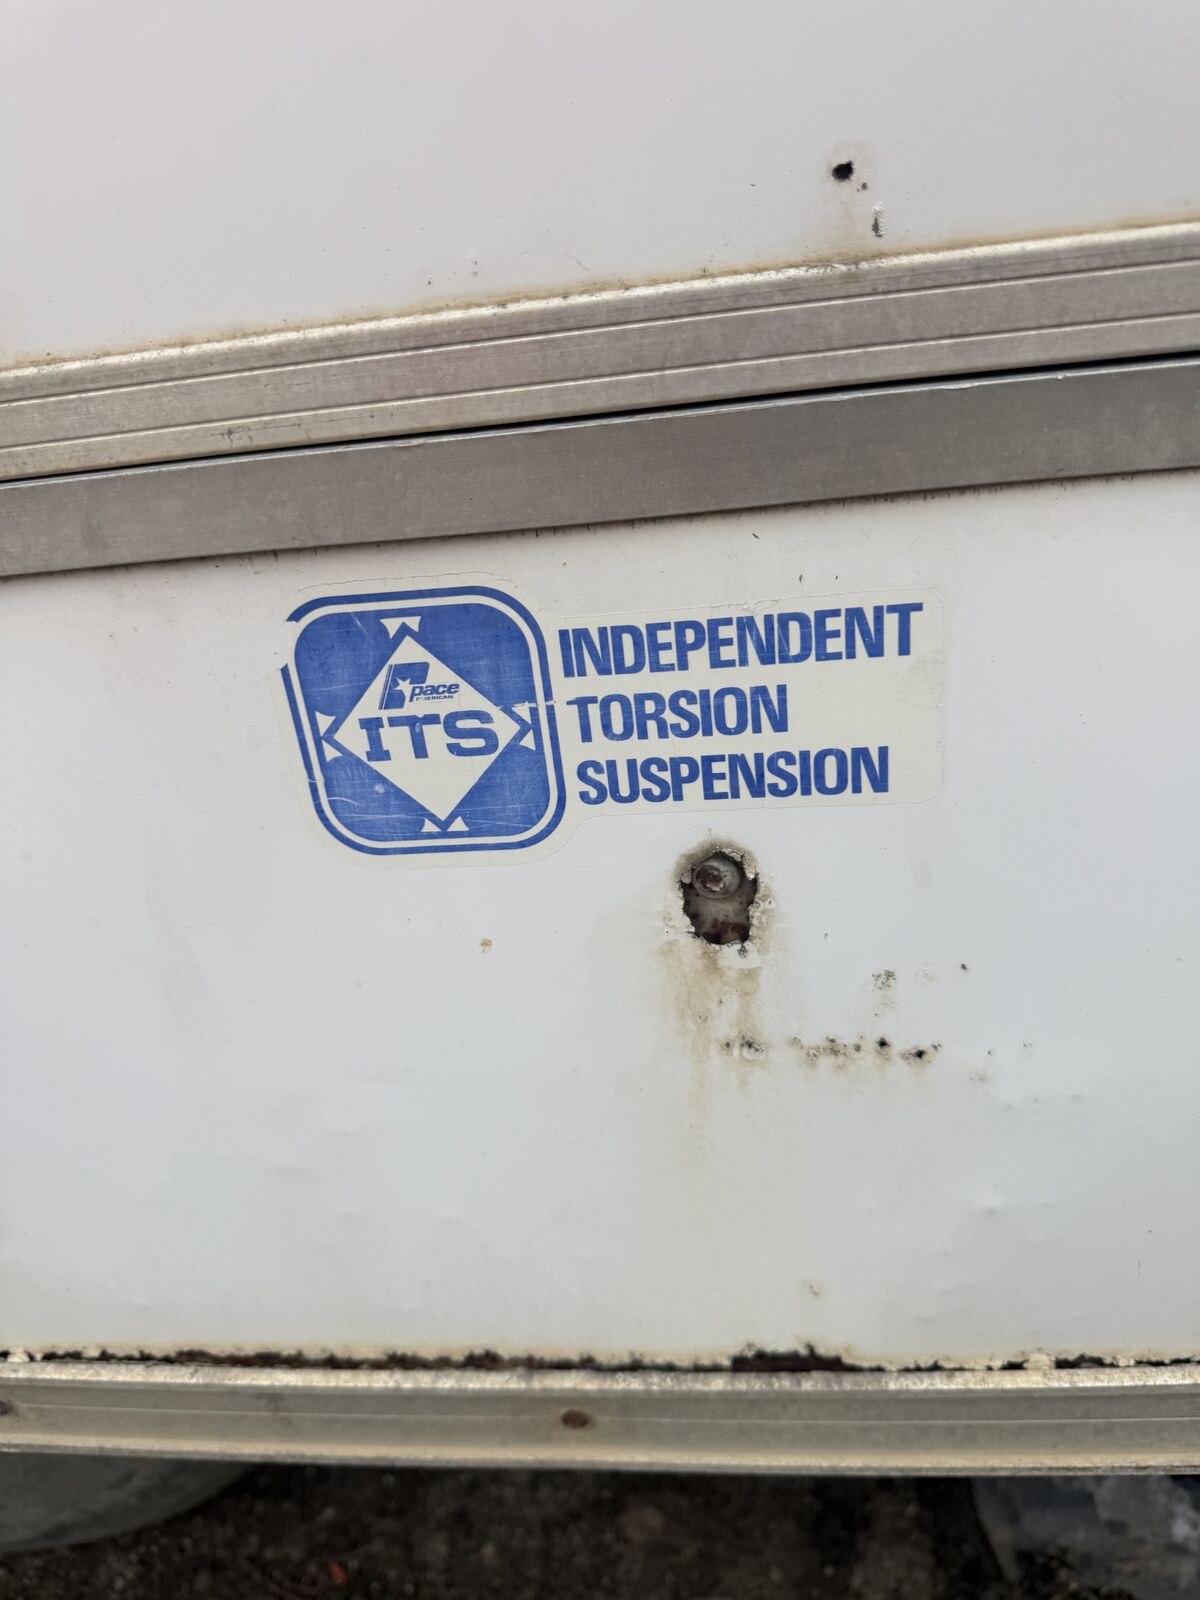 pace
AMERICAN
ITS
INDEPENDENT
TORSION
SUSPENSION